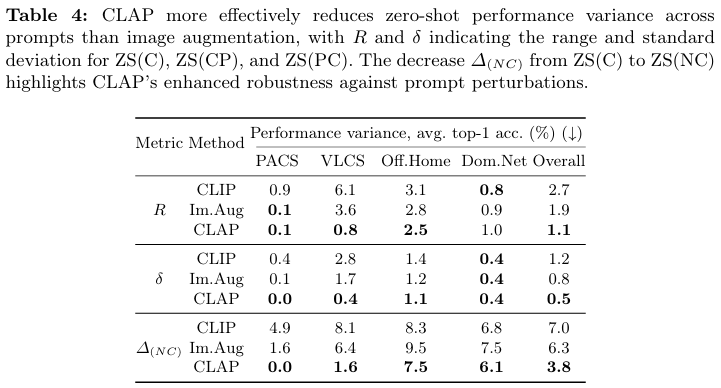 Table 4: CLAP more effectively reduces zero-shot performance variance across
prompts than image augmentation, with R and δ indicating the range and standard
deviation for ZS(C), ZS(CP), and ZS(PC). The decrease Δ(NC) from ZS(C) to ZS(NC)
highlights CLAP's enhanced robustness against prompt perturbations.
Metric Method Performance variance, avg. top-1 acc. (%) (↓)
PACS VLCS Off.Home Dom.Net Overall
R
CLIP 0.9 6.1 3.1 0.8 2.7
Im.Aug 0.1 3.6 2.8 0.9 1.9
CLAP 0.1 0.8 2.5 1.0 1.1
δ
CLIP 0.4 2.8 1.4 0.4 1.2
Im.Aug 0.1 1.7 1.2 0.4 0.8
CLAP 0.0 0.4 1.1 0.4 0.5
Δ(NC)
CLIP 4.9 8.1 8.3 6.8 7.0
Im.Aug 1.6 6.4 9.5 7.5 6.3
CLAP 0.0 1.6 7.5 6.1 3.8